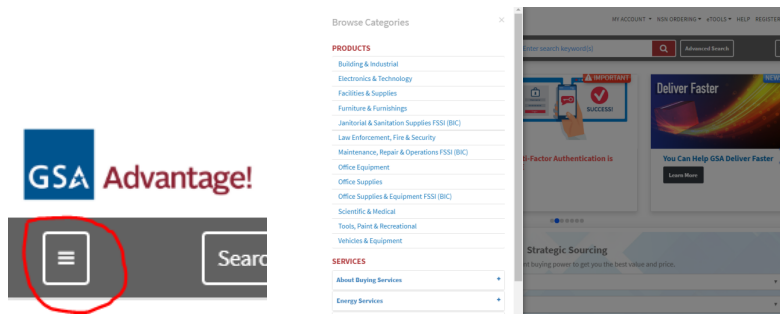 GSA Advantage!
Searc
Browse Categories ×
PRODUCTS
Building & Industrial
Electronics & Technology
Facilities & Supplies
Furniture & Furnishings
Janitorial & Sanitation Supplies FSSI (BIC)
Law Enforcement, Fire & Security
Maintenance, Repair & Operations FSSI (BIC)
Office Equipment
Office Supplies
Office Supplies & Equipment FSSI (BIC)
Scientific & Medical
Tools, Paint & Recreational
Vehicles & Equipment
SERVICES
About Buying Services +
Energy Services +
MY ACCOUNT NSN ORDERING eTOOLS HELP REGISTER
Enter search keyword(s) Advanced Search
IMPORTANT
SUCCESS!
ti-Factor Authentication is
NEW
Deliver Faster
You Can Help GSA Deliver Faster
Learn More
Strategic Sourcing
nt buying power to get you the best value and price.